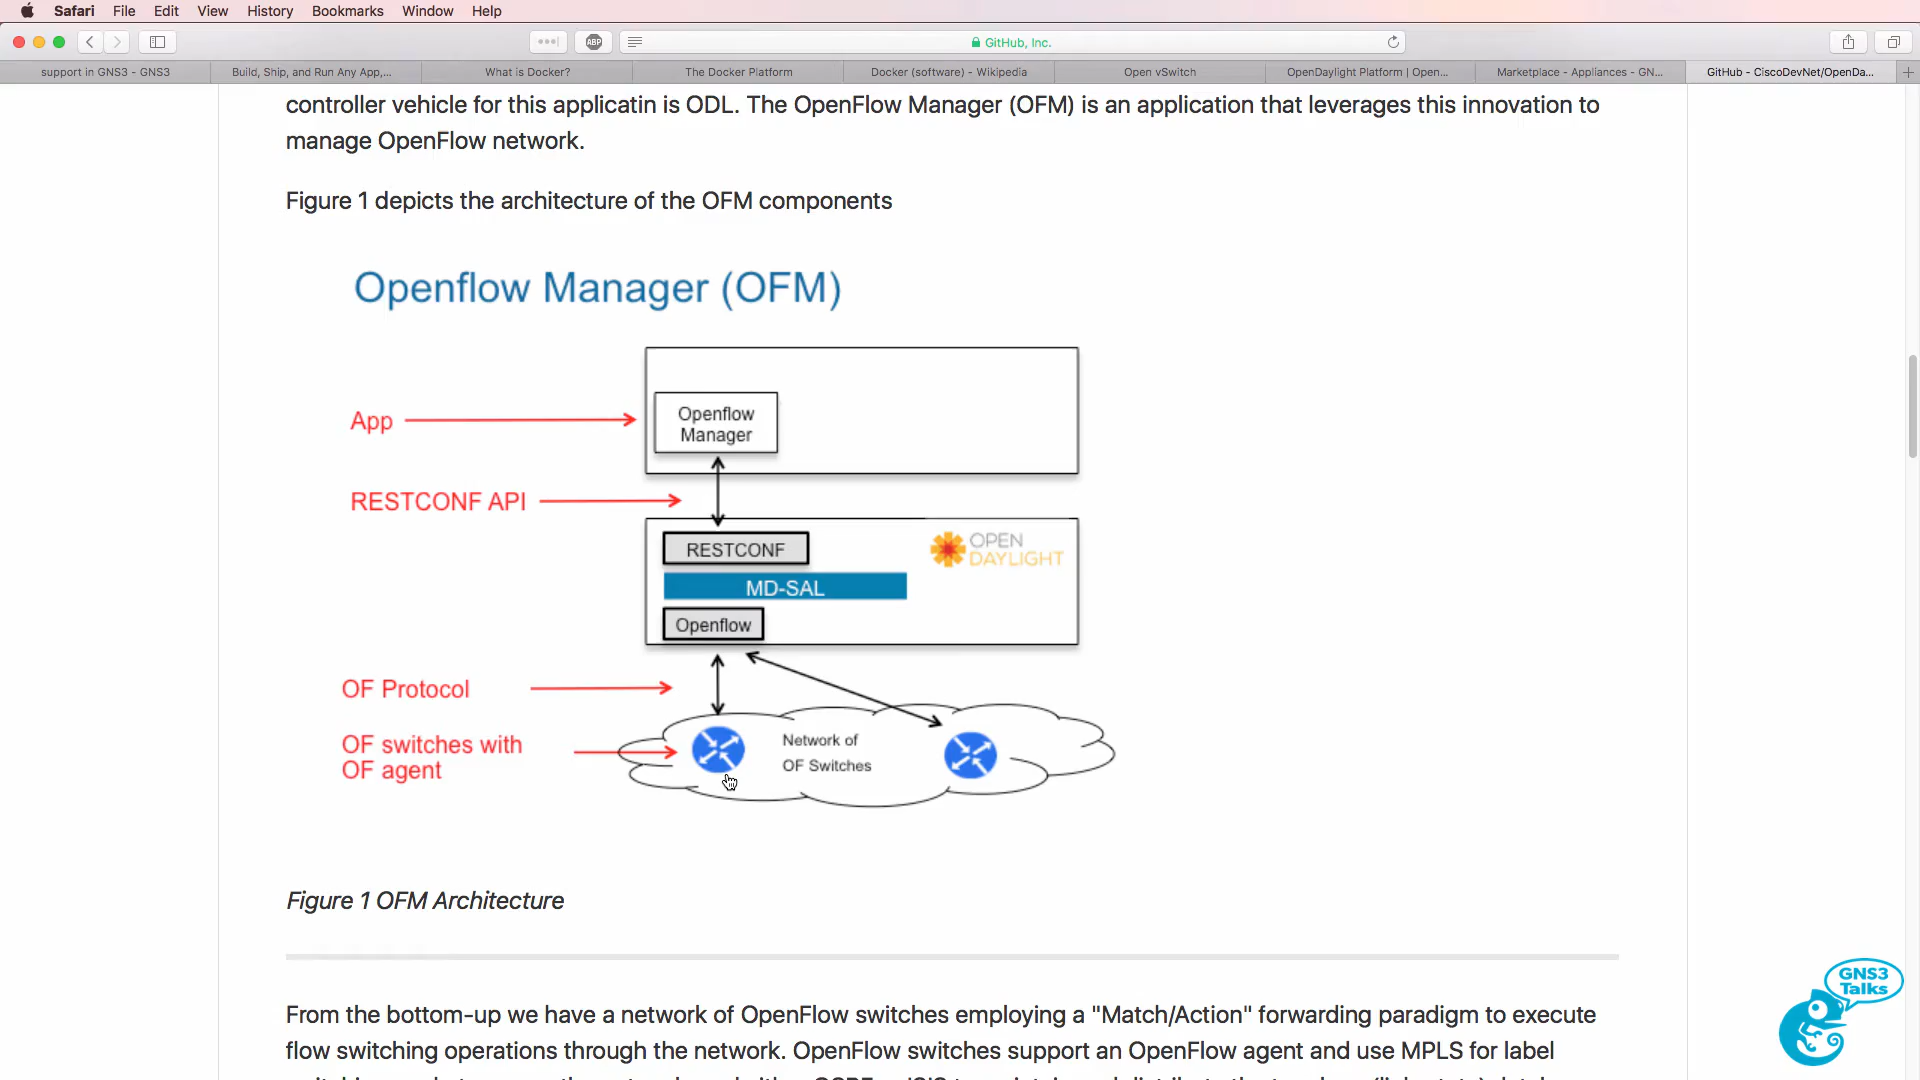 Safari File Edit View History Bookmarks Window Help
ABP
GitHub, Inc.
support in GNS3 - GNS3
Build, Ship, and Run Any App,...
What is Docker?
The Docker Platform
Docker (software) - Wikipedia
Open vSwitch
OpenDaylight Platform | Open...
Marketplace - Appliances - GN...
GitHub - CiscoDevNet/OpenDa...
controller vehicle for this applicatin is ODL. The OpenFlow Manager (OFM) is an application that leverages this innovation to
manage OpenFlow network.
Figure 1 depicts the architecture of the OFM components
Openflow Manager (OFM)
App
Openflow
Manager
RESTCONF API
RESTCONF
OPEN
DAYLIGHT
MD-SAL
Openflow
OF Protocol
OF switches with
OF agent
Network of
OF Switches
Figure 1 OFM Architecture
GNS3
Talks
From the bottom-up we have a network of OpenFlow switches employing a "Match/Action" forwarding paradigm to execute
flow switching operations through the network. OpenFlow switches support an OpenFlow agent and use MPLS for label